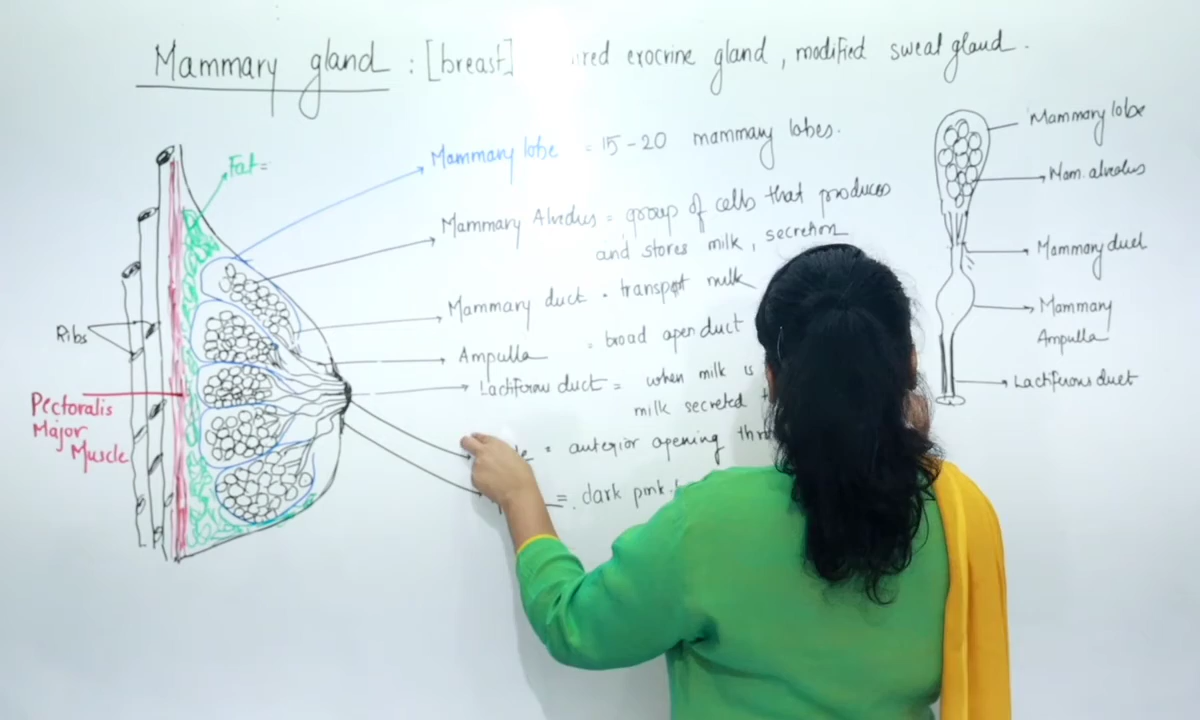 Mammary gland : [breast] ired exocrine gland, modified sweat gland.
Fat =
Mammary lobe = 15-20 mammary lobes.
Mammary Alveolus = group of cells that produces
and stores milk, secretion
Mammary duct = transport milk
Ampulla = broad open duct
Lactiferous duct = when milk is
milk secreted
= anterior opening thr
= dark pink
Ribs
Pectoralis
Major
Muscle
Mammary lobe
Mam. alveolus
Mammary duct
Mammary
Ampulla
Lactiferous duct